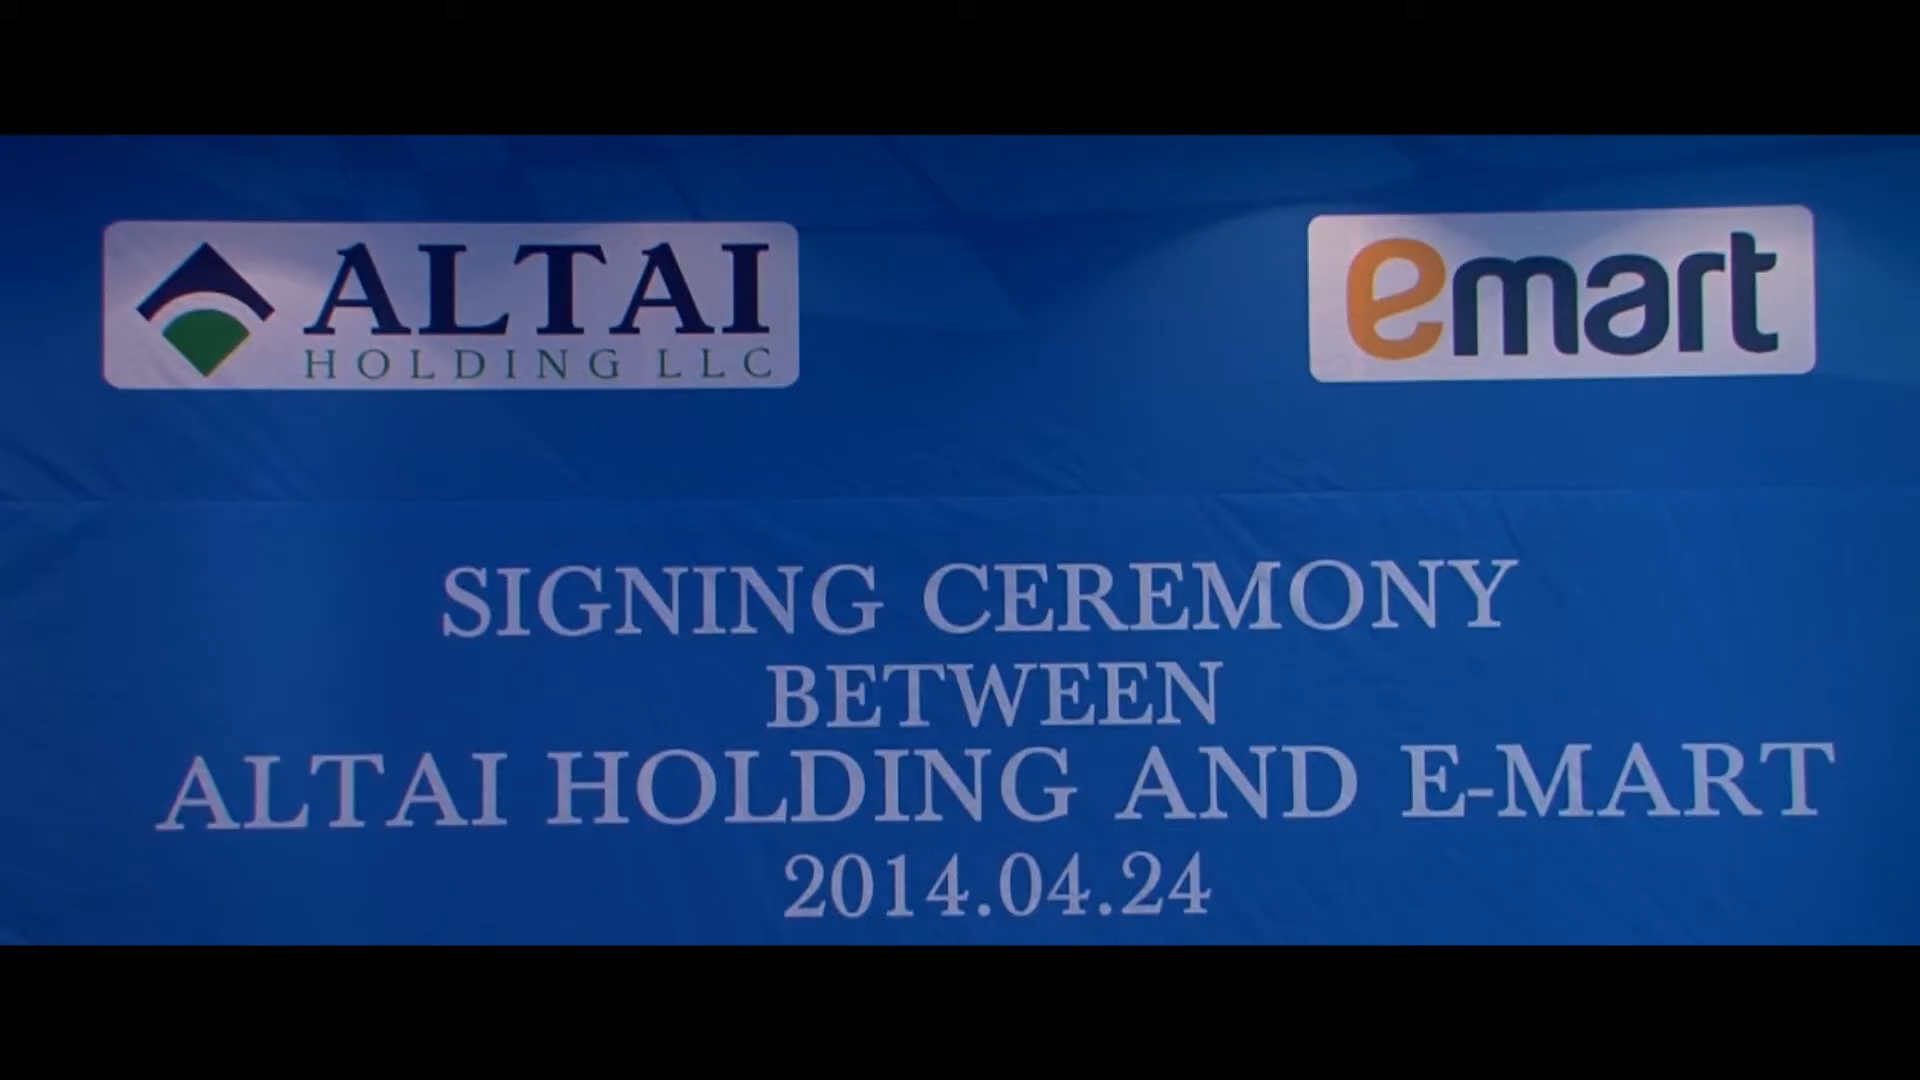 ALTAI
HOLDING LLC
emart
SIGNING CEREMONY
BETWEEN
ALTAI HOLDING AND E-MART
2014.04.24